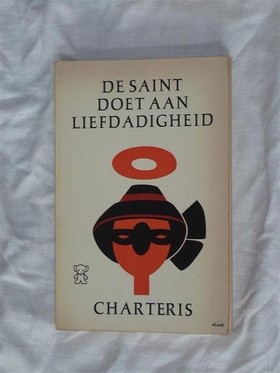 DE SAINT
DOET AAN
LIEFDADIGHEID
CHARTERIS